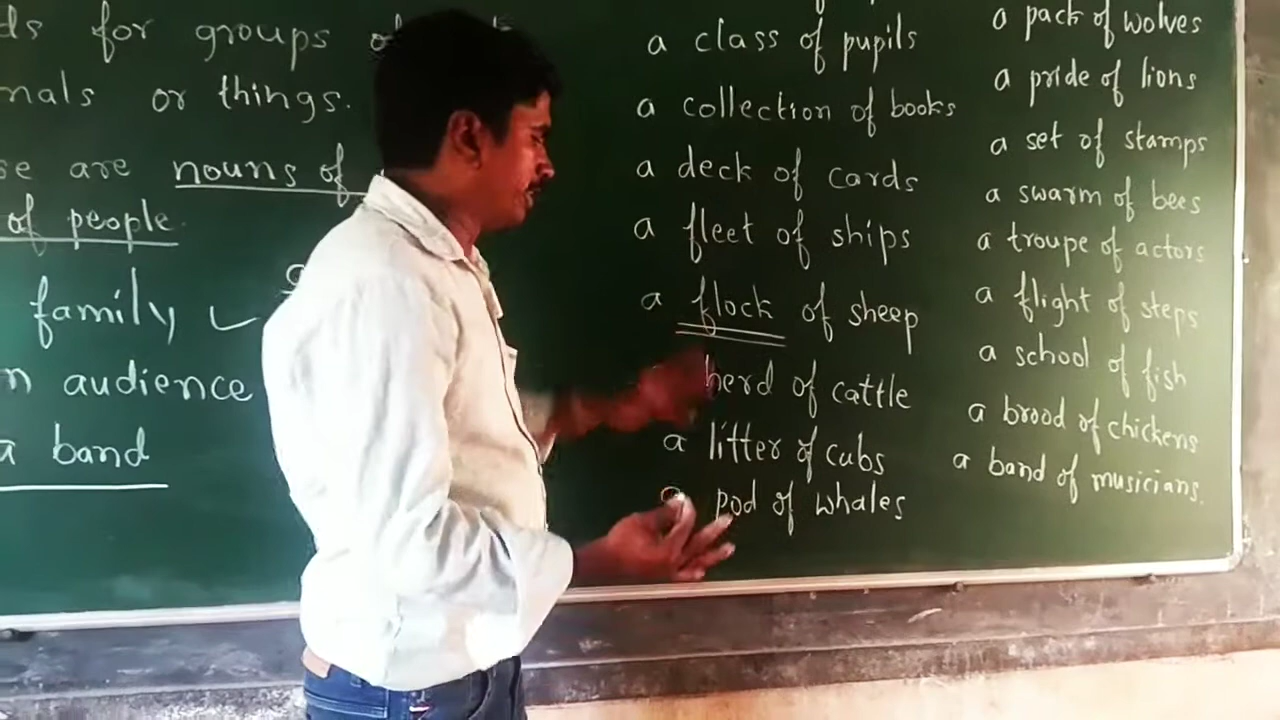 ds for groups
mals or things.
se are nouns of
of people.
family ✓
n audience
a band
a class of pupils
a collection of books
a deck of cards
a fleet of ships
a flock of sheep
herd of cattle
a litter of cubs
a pod of whales
a pack of wolves
a pride of lions
a set of stamps
a swarm of bees
a troupe of actors
a flight of steps
a school of fish
a brood of chickens
a band of musicians.